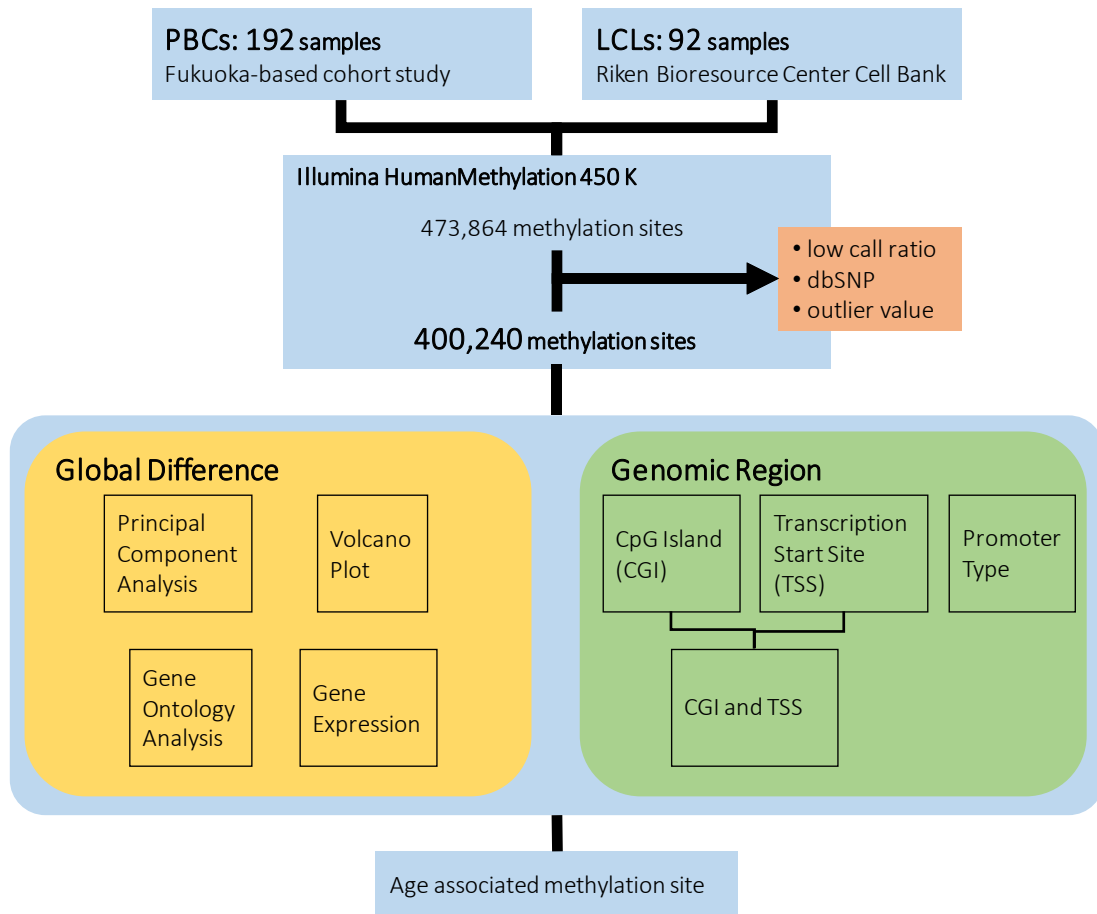 PBCs: 192 samples
Fukuoka-based cohort study
LCLs: 92 samples
Riken Bioresource Center Cell Bank
Illumina HumanMethylation 450 K
473,864 methylation sites
• low call ratio
• dbSNP
• outlier value
400,240 methylation sites
Global Difference
Principal
Component
Analysis
Volcano
Plot
Gene
Ontology
Analysis
Gene
Expression
Genomic Region
CpG Island
(CGI)
Transcription
Start Site
(TSS)
Promoter
Type
CGI and TSS
Age associated methylation site